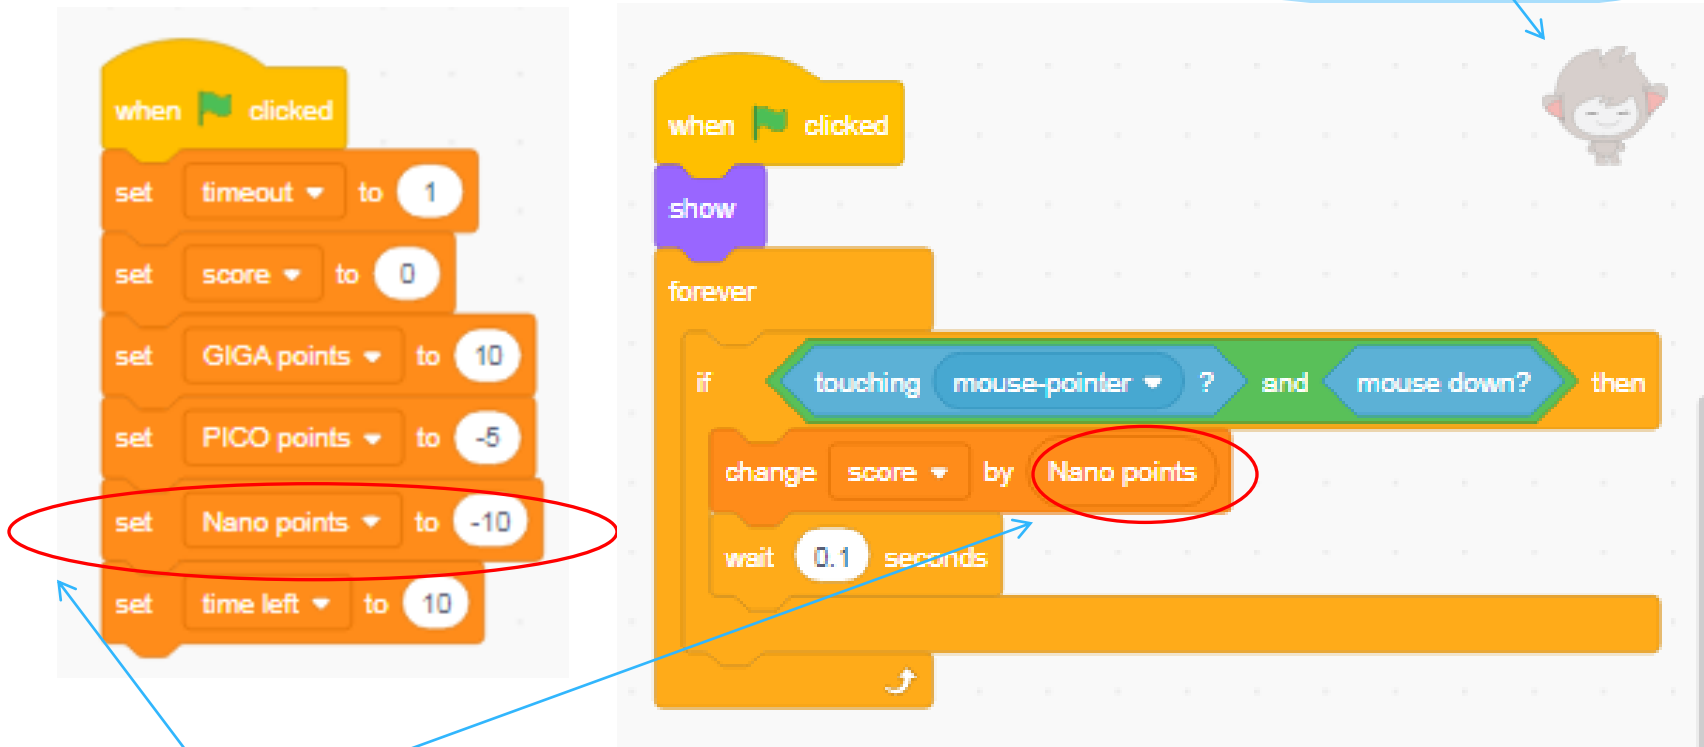 when clicked
set timeout to 1
set score to 0
set GIGA points to 10
set PICO points to -5
set Nano points to -10
set time left to 10
when clicked
show
forever
if touching mouse-pointer ? and mouse down? then
change score by Nano points
wait 0.1 seconds